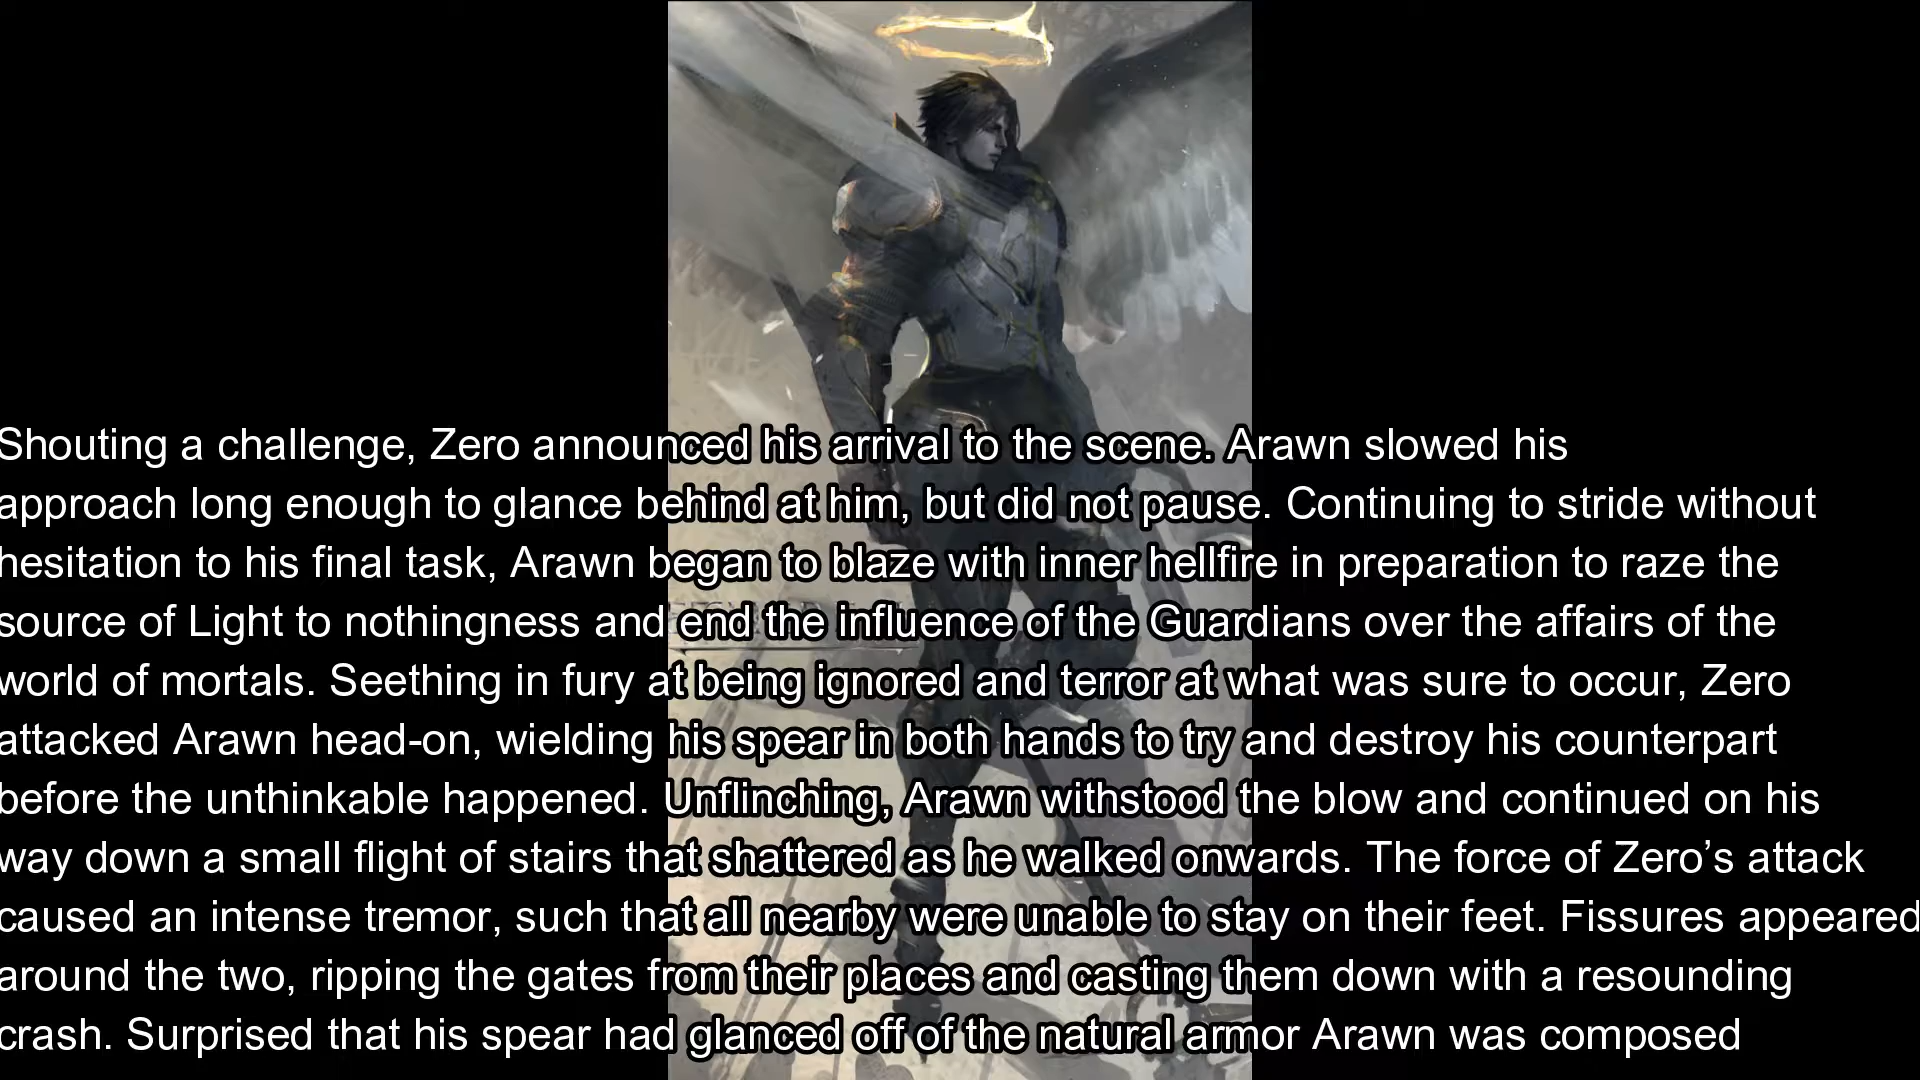 Shouting a challenge, Zero announced his arrival to the scene. Arawn slowed his
approach long enough to glance behind at him, but did not pause. Continuing to stride without
hesitation to his final task, Arawn began to blaze with inner hellfire in preparation to raze the
source of Light to nothingness and end the influence of the Guardians over the affairs of the
world of mortals. Seething in fury at being ignored and terror at what was sure to occur, Zero
attacked Arawn head-on, wielding his spear in both hands to try and destroy his counterpart
before the unthinkable happened. Unflinching, Arawn withstood the blow and continued on his
way down a small flight of stairs that shattered as he walked onwards. The force of Zero’s attack
caused an intense tremor, such that all nearby were unable to stay on their feet. Fissures appeared
around the two, ripping the gates from their places and casting them down with a resounding
crash. Surprised that his spear had glanced off of the natural armor Arawn was composed